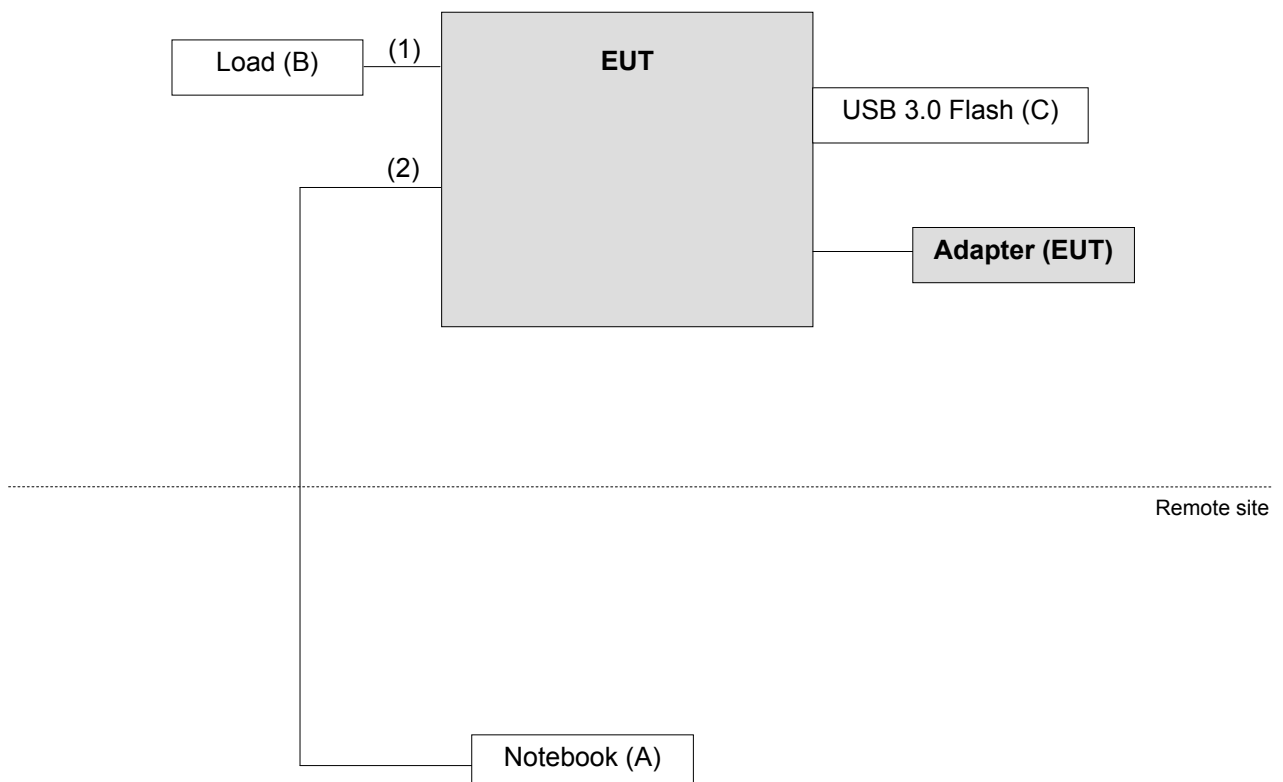 Load (B)
(1)
EUT
USB 3.0 Flash (C)
(2)
Adapter (EUT)
Remote site
Notebook (A)